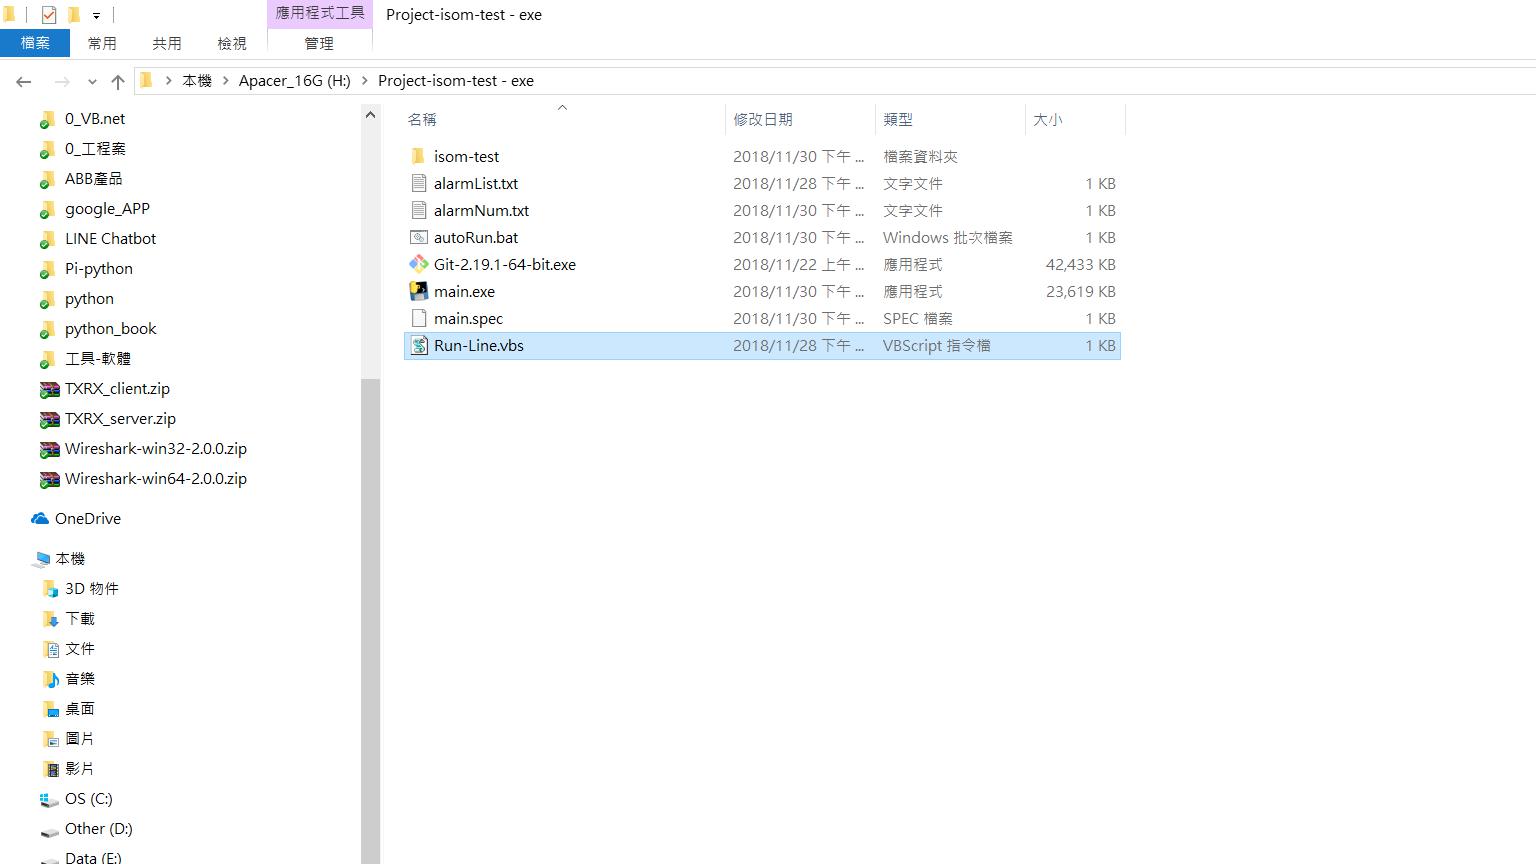 應用程式工具 Project-isom-test - exe
檔案 常用 共用 檢視 管理
本機 Apacer_16G (H:) Project-isom-test - exe
名稱 修改日期 類型 大小
0_VB.net
0_工程案
ABB產品
google_APP
LINE Chatbot
Pi-python
python
python_book
工具-軟體
TXRX_client.zip
TXRX_server.zip
Wireshark-win32-2.0.0.zip
Wireshark-win64-2.0.0.zip
OneDrive
本機
3D 物件
下載
文件
音樂
桌面
圖片
影片
OS (C:)
Other (D:)
Data (E:)
isom-test 2018/11/30 下午 ... 檔案資料夾
alarmList.txt 2018/11/28 下午 ... 文字文件 1 KB
alarmNum.txt 2018/11/30 下午 ... 文字文件 1 KB
autoRun.bat 2018/11/30 下午 ... Windows 批次檔案 1 KB
Git-2.19.1-64-bit.exe 2018/11/22 上午 ... 應用程式 42,433 KB
main.exe 2018/11/30 下午 ... 應用程式 23,619 KB
main.spec 2018/11/30 下午 ... SPEC 檔案 1 KB
Run-Line.vbs 2018/11/28 下午 ... VBScript 指令檔 1 KB